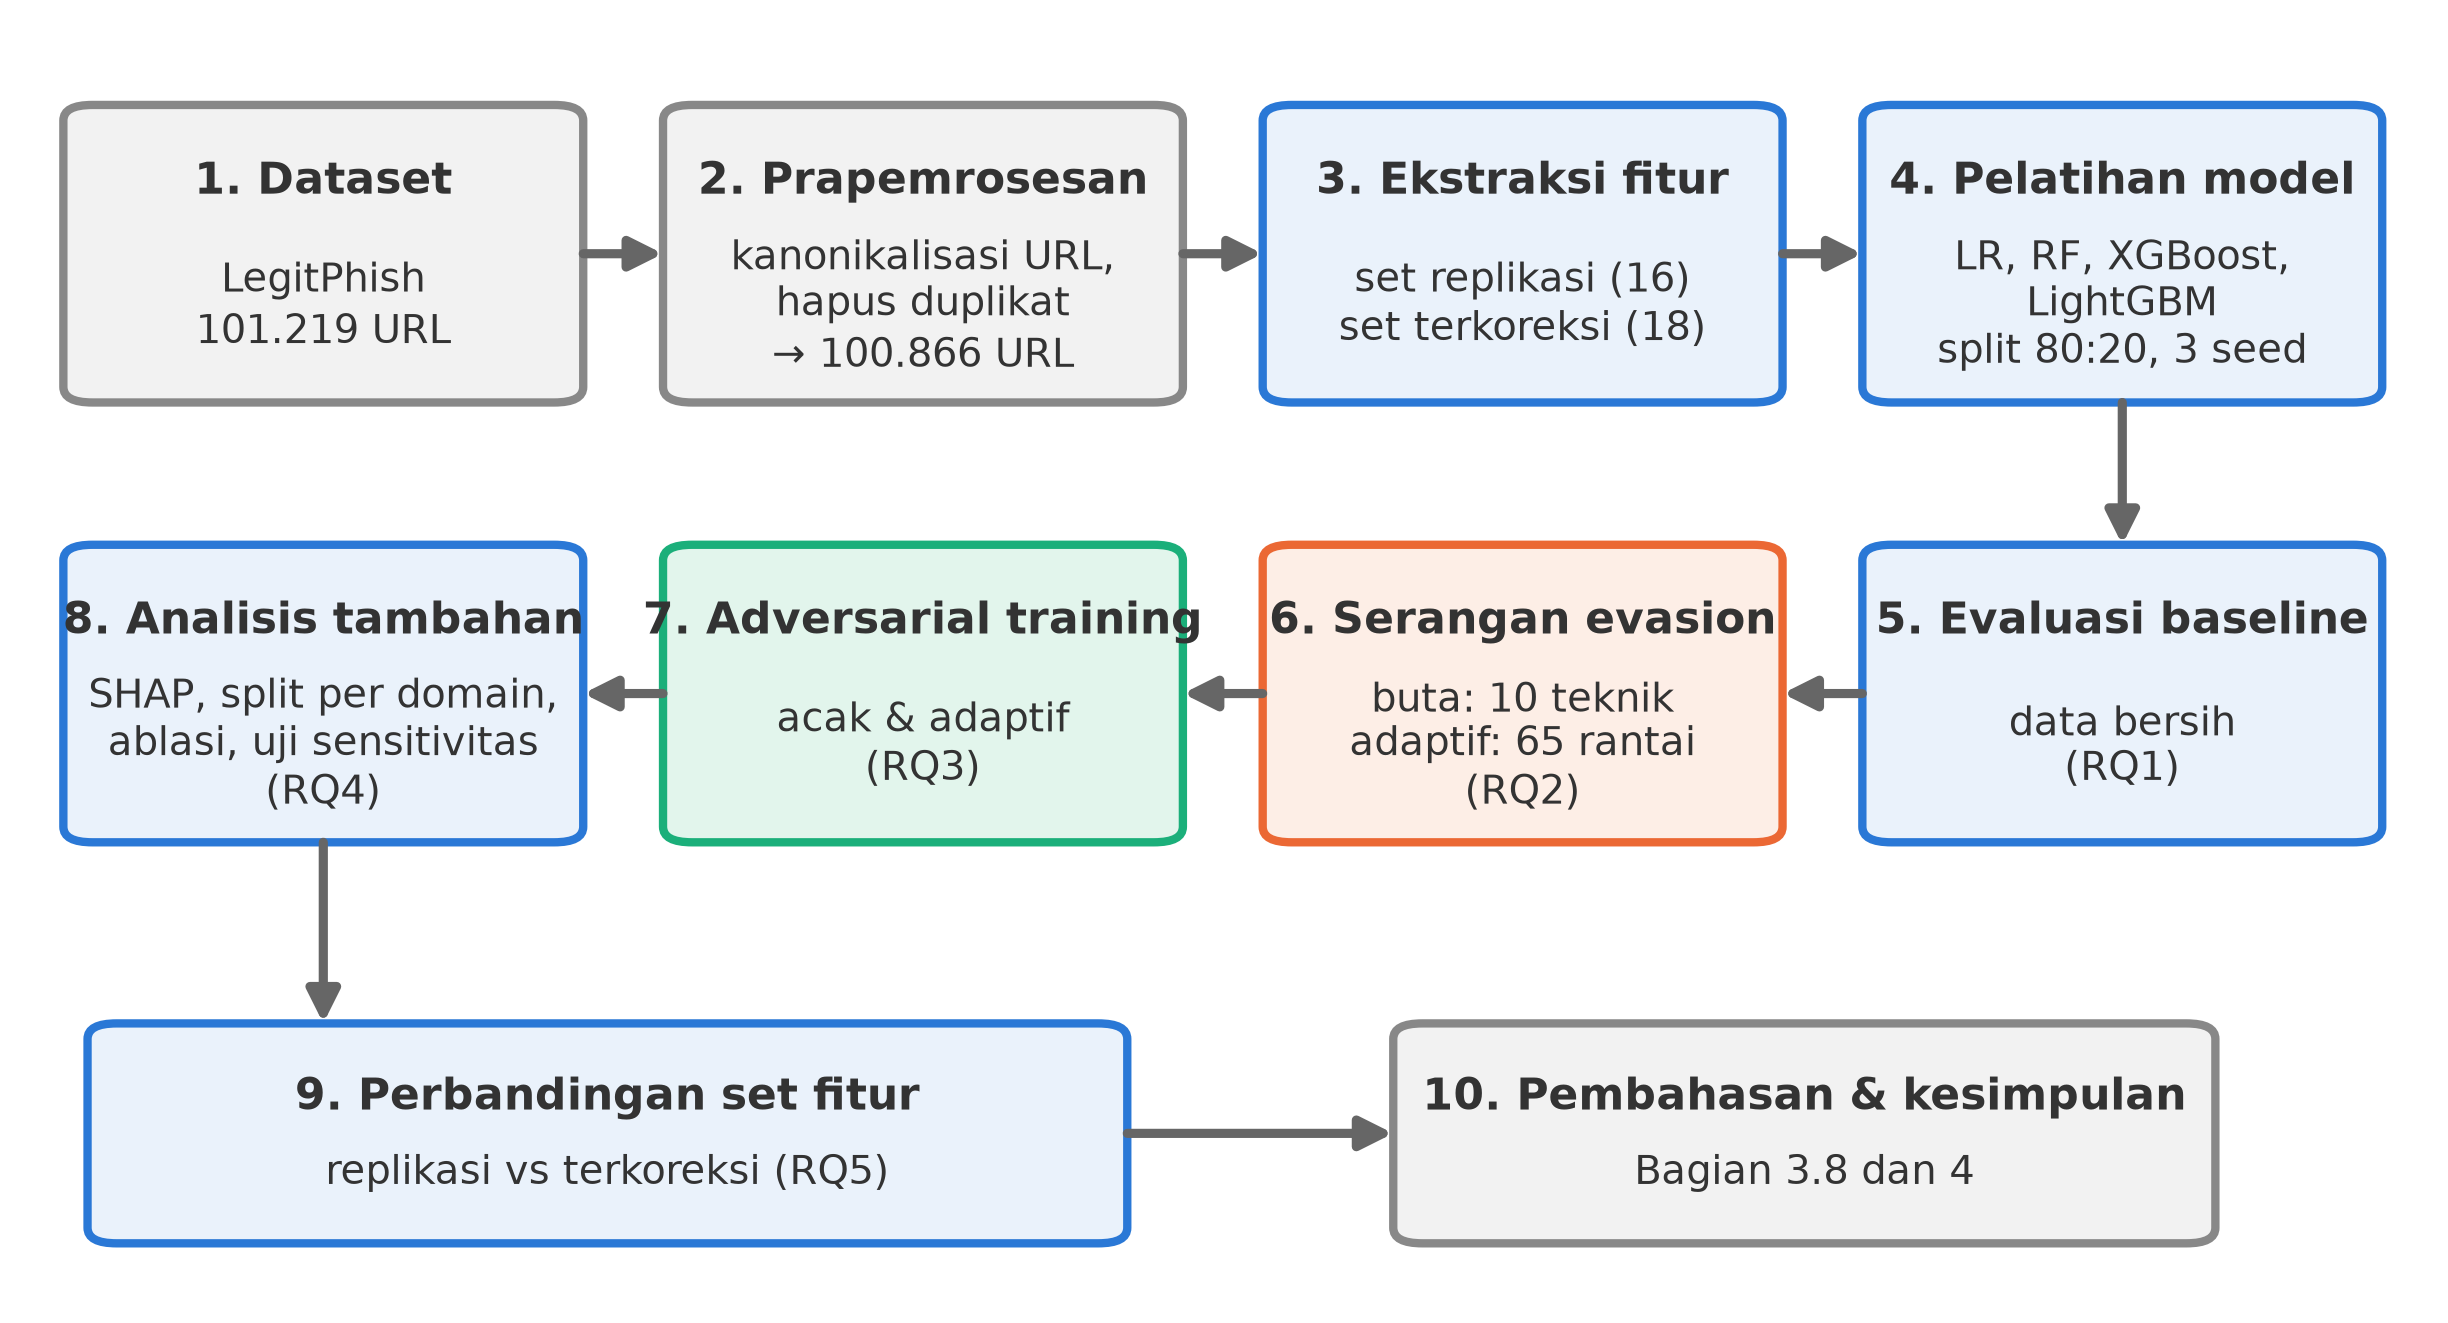 1. Dataset
LegitPhish
101.219 URL
2. Prapemrosesan
kanonikalisasi URL,
hapus duplikat
→ 100.866 URL
3. Ekstraksi fitur
set replikasi (16)
set terkoreksi (18)
4. Pelatihan model
LR, RF, XGBoost,
LightGBM
split 80:20, 3 seed
5. Evaluasi baseline
data bersih
(RQ1)
6. Serangan evasion
buta: 10 teknik
adaptif: 65 rantai
(RQ2)
7. Adversarial training
acak & adaptif
(RQ3)
8. Analisis tambahan
SHAP, split per domain,
ablasi, uji sensitivitas
(RQ4)
9. Perbandingan set fitur
replikasi vs terkoreksi (RQ5)
10. Pembahasan & kesimpulan
Bagian 3.8 dan 4